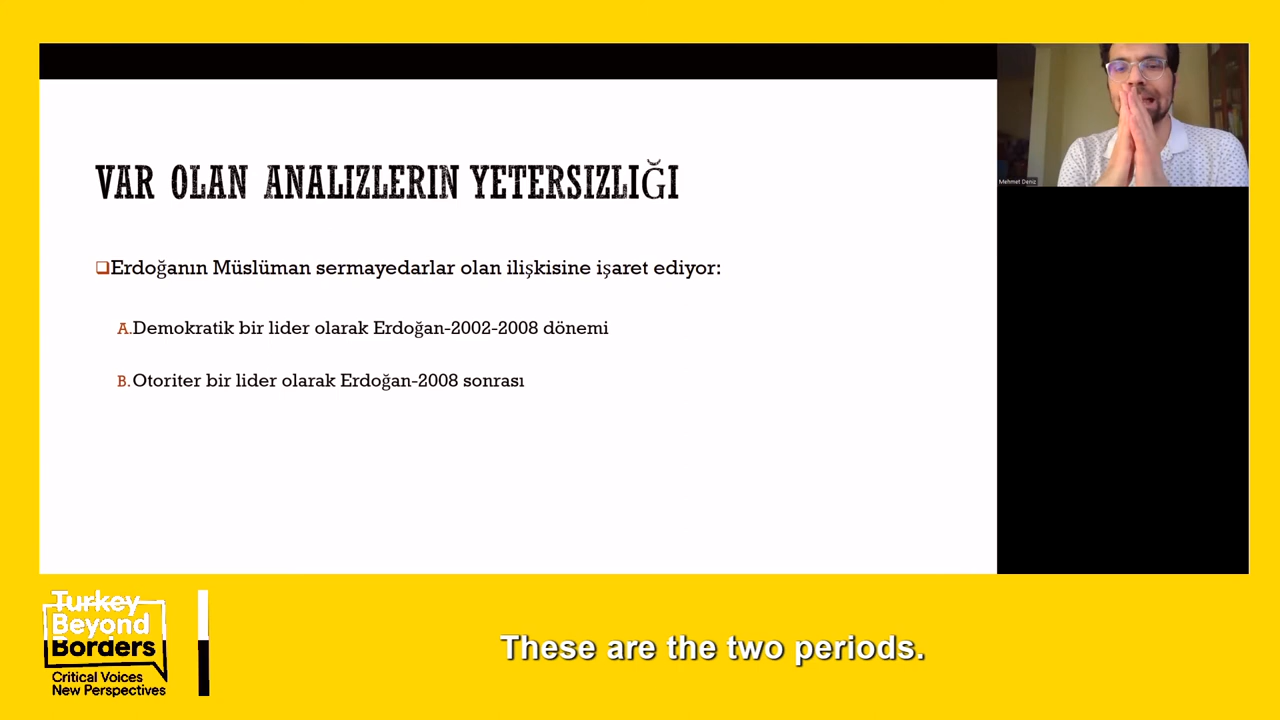 VAR OLAN ANALIZLERIN YETERSIZLIĞI
Erdoğanın Müslüman sermayedarlar olan ilişkisine işaret ediyor:
A.Demokratik bir lider olarak Erdoğan-2002-2008 dönemi
B.Otoriter bir lider olarak Erdoğan-2008 sonrası
Mehmet Deniz
Turkey
Beyond
Borders
Critical Voices
New Perspectives
These are the two periods.